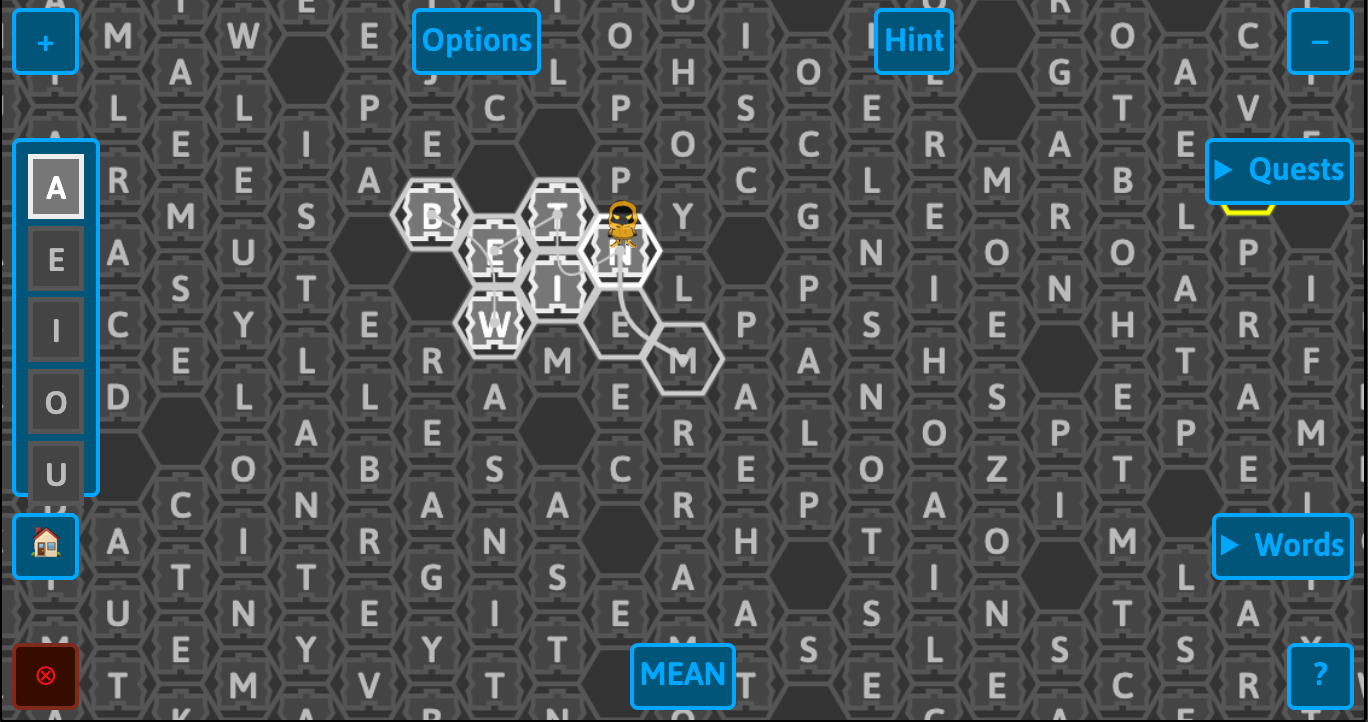 + M W E Options O I Hint O C −
A L H O G A
L L P C P S E T V
E I E O C R A E
A R E A P C L M B ▶ Quests
M S B T Y G E R L
E A U E N N O O P
S T I L P I N A I
I C Y E W E P S E H R
E L R M M A H T F
O D L L A E A N S E A
A E R L O P P M
U O B S C E O Z T E
C N A A R P A I I
A I R N H T O M ▶ Words
T T G S A I L
U N E I E A S N T A
E Y Y T S L S S
T M V T MEAN T E E C R ?